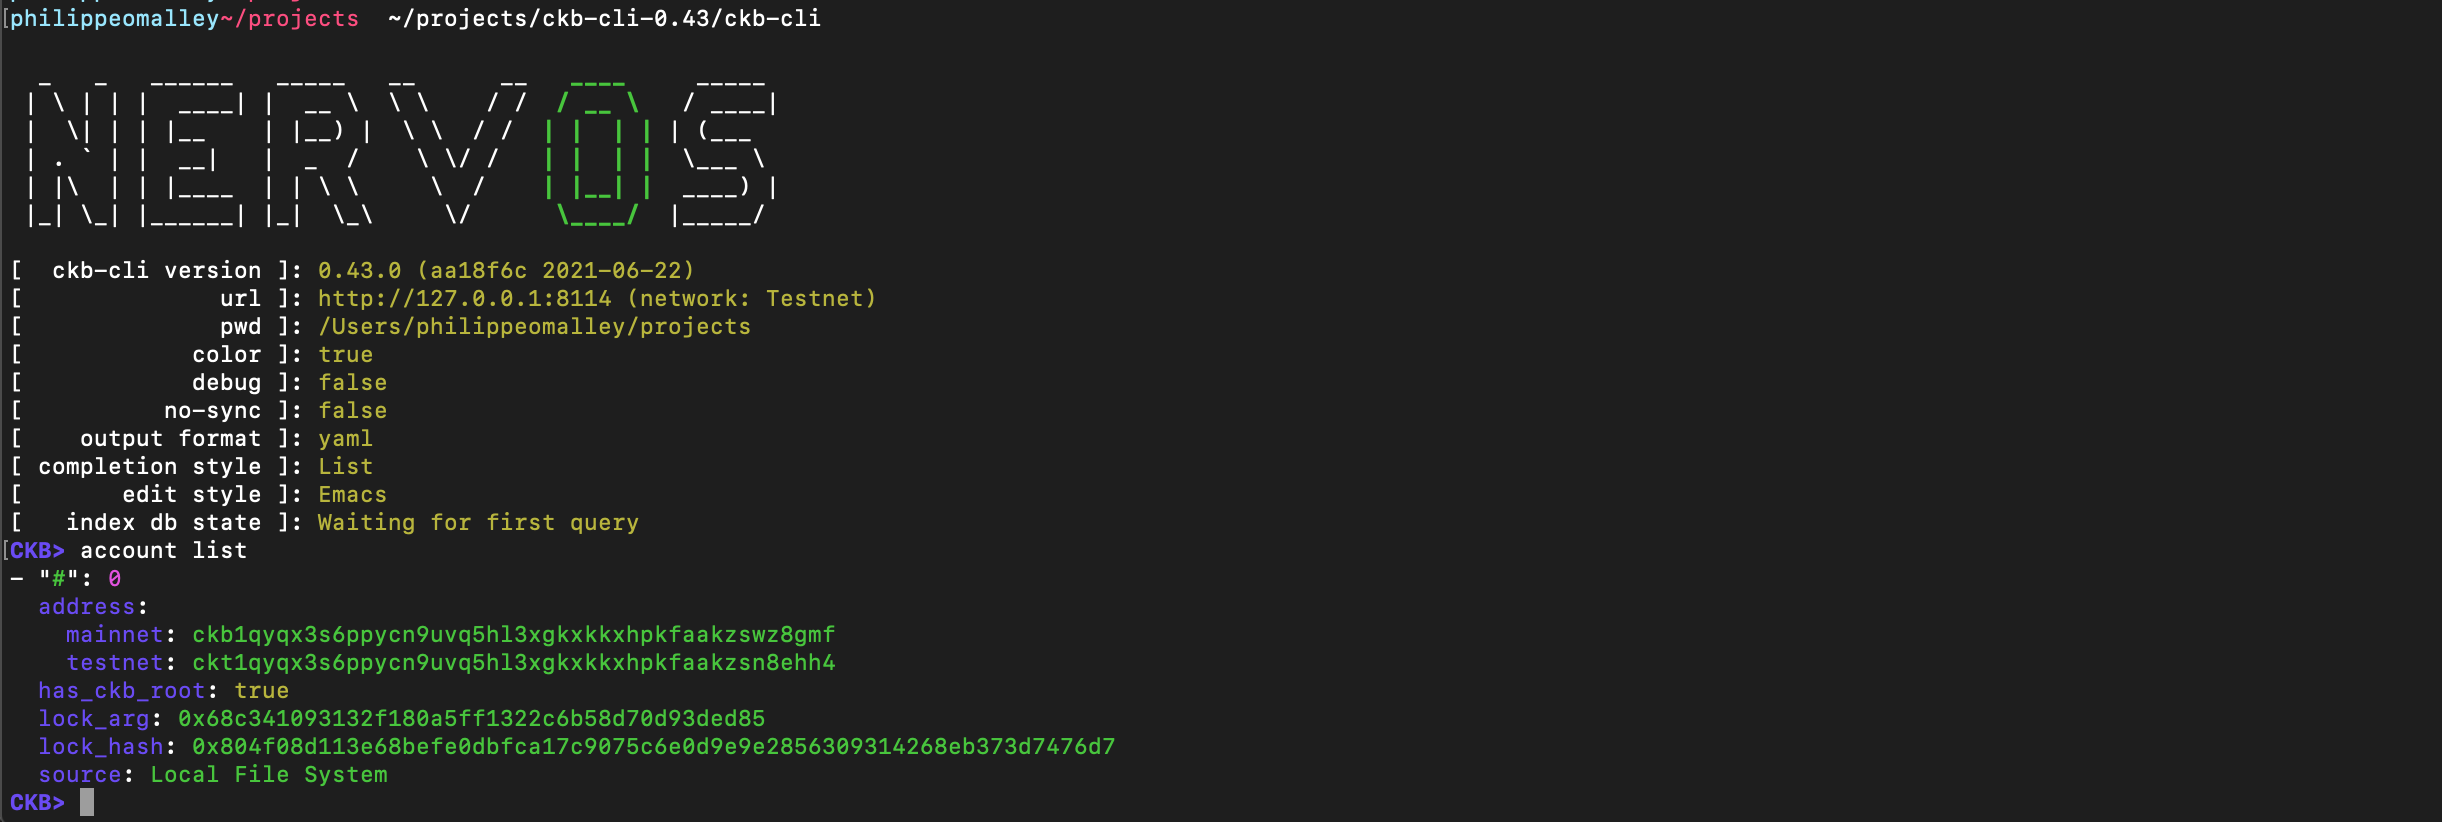 philippeomalley~/projects  ~/projects/ckb-cli-0.43/ckb-cli
NERVOS
[  ckb-cli version ]: 0.43.0 (aa18f6c 2021-06-22)
[              url ]: http://127.0.0.1:8114 (network: Testnet)
[              pwd ]: /Users/philippeomalley/projects
[            color ]: true
[            debug ]: false
[          no-sync ]: false
[    output format ]: yaml
[ completion style ]: List
[       edit style ]: Emacs
[   index db state ]: Waiting for first query
CKB> account list
- "#": 0
  address:
    mainnet: ckb1qyqx3s6ppycn9uvq5hl3xgkxkkxhpkfaakzswz8gmf
    testnet: ckt1qyqx3s6ppycn9uvq5hl3xgkxkkxhpkfaakzsn8ehh4
  has_ckb_root: true
  lock_arg: 0x68c341093132f180a5ff1322c6b58d70d93ded85
  lock_hash: 0x804f08d113e68befe0dbfca17c9075c6e0d9e9e2856309314268eb373d7476d7
  source: Local File System
CKB>